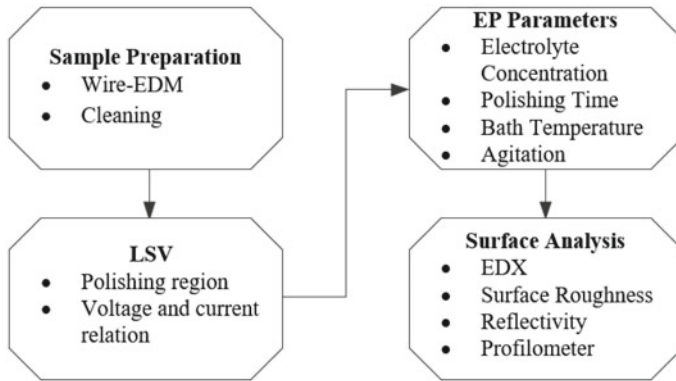 Sample Preparation
● Wire-EDM
● Cleaning
LSV
● Polishing region
● Voltage and current
relation
EP Parameters
● Electrolyte
Concentration
● Polishing Time
● Bath Temperature
● Agitation
Surface Analysis
● EDX
● Surface Roughness
● Reflectivity
● Profilometer